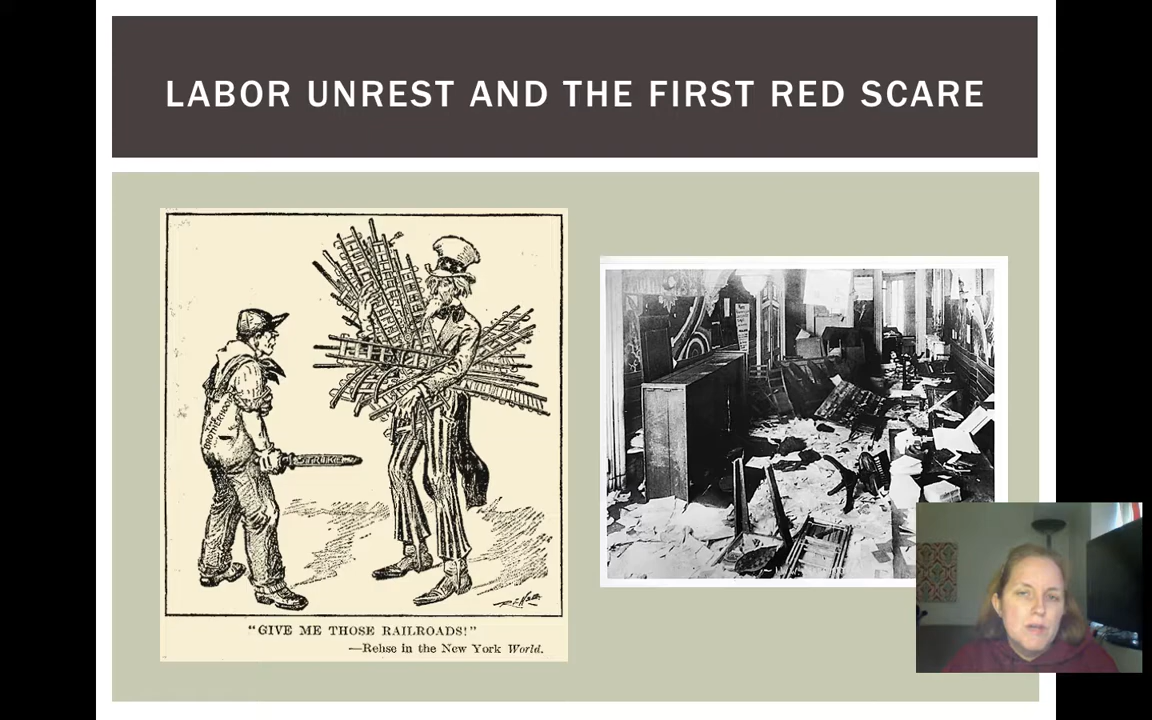 LABOR UNREST AND THE FIRST RED SCARE
STRIKE
"GIVE ME THOSE RAILROADS!"
—Rehse in the New York World.